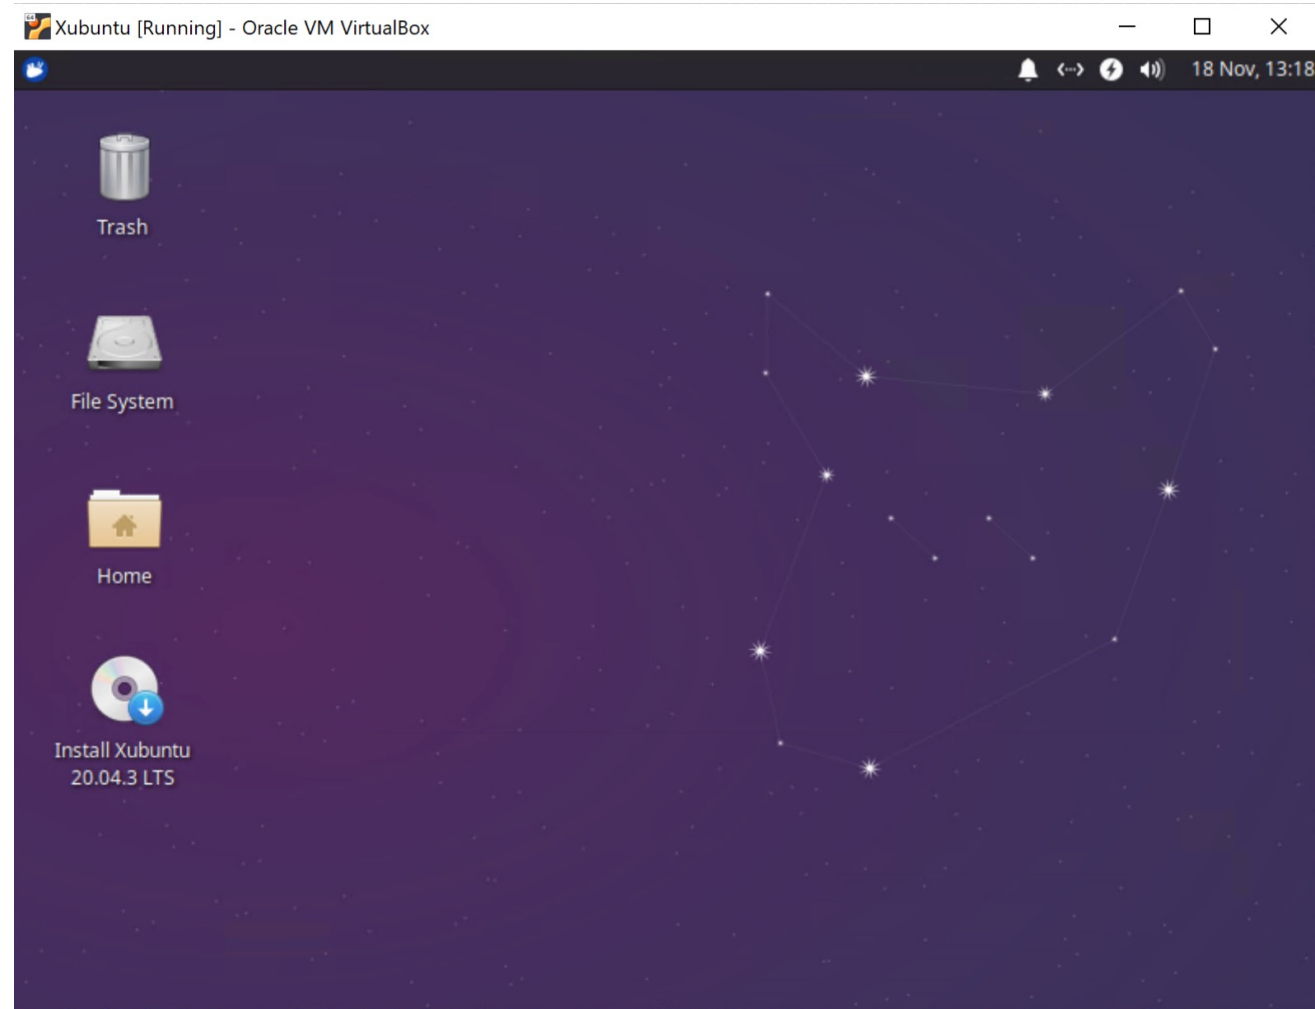 Xubuntu [Running] - Oracle VM VirtualBox
18 Nov, 13:18
Trash
File System
Home
Install Xubuntu
20.04.3 LTS